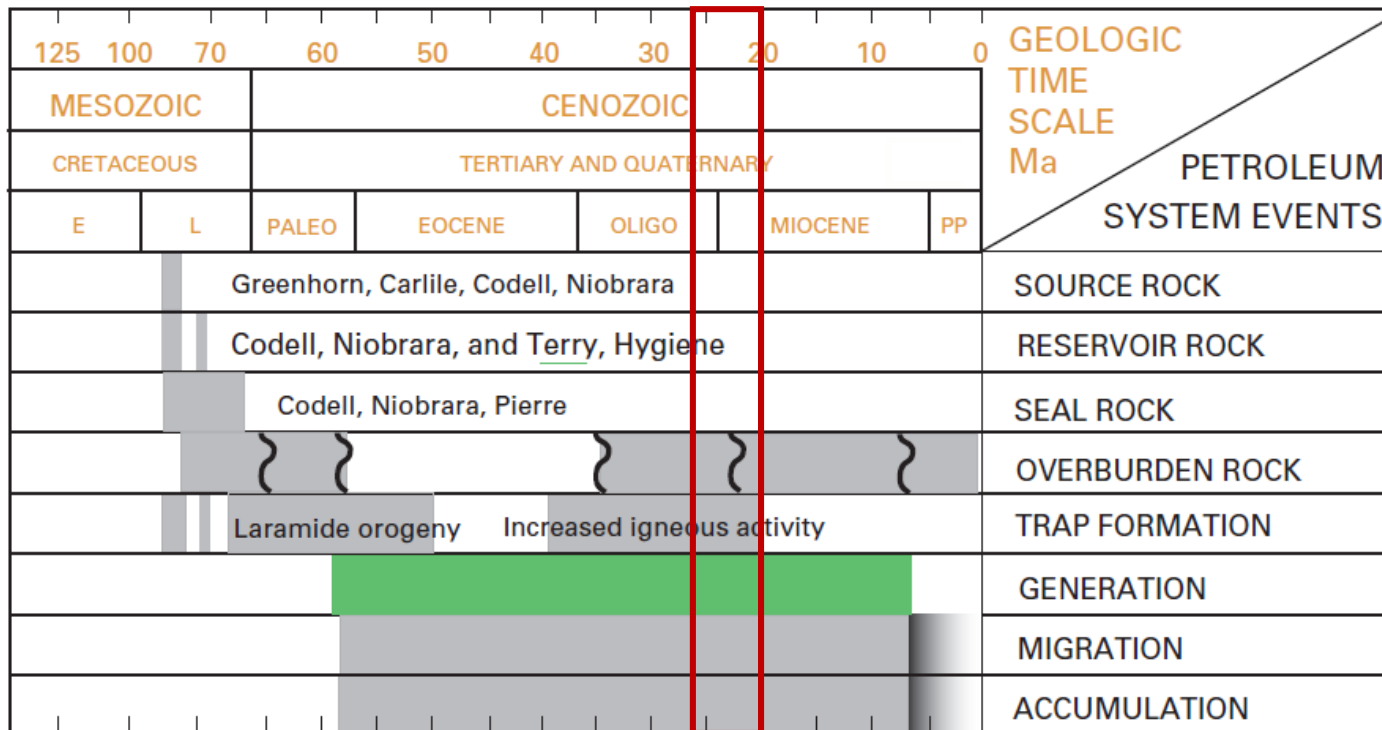 125 100 70 60 50 40 30 20 10 0
GEOLOGIC
TIME
SCALE
Ma
PETROLEUM
SYSTEM EVENTS
MESOZOIC CENOZOIC
CRETACEOUS TERTIARY AND QUATERNARY
E L PALEO EOCENE OLIGO MIOCENE PP
Greenhorn, Carlile, Codell, Niobrara SOURCE ROCK
Codell, Niobrara, and Terry, Hygiene RESERVOIR ROCK
Codell, Niobrara, Pierre SEAL ROCK
OVERBURDEN ROCK
Laramide orogeny Increased igneous activity TRAP FORMATION
GENERATION
MIGRATION
ACCUMULATION